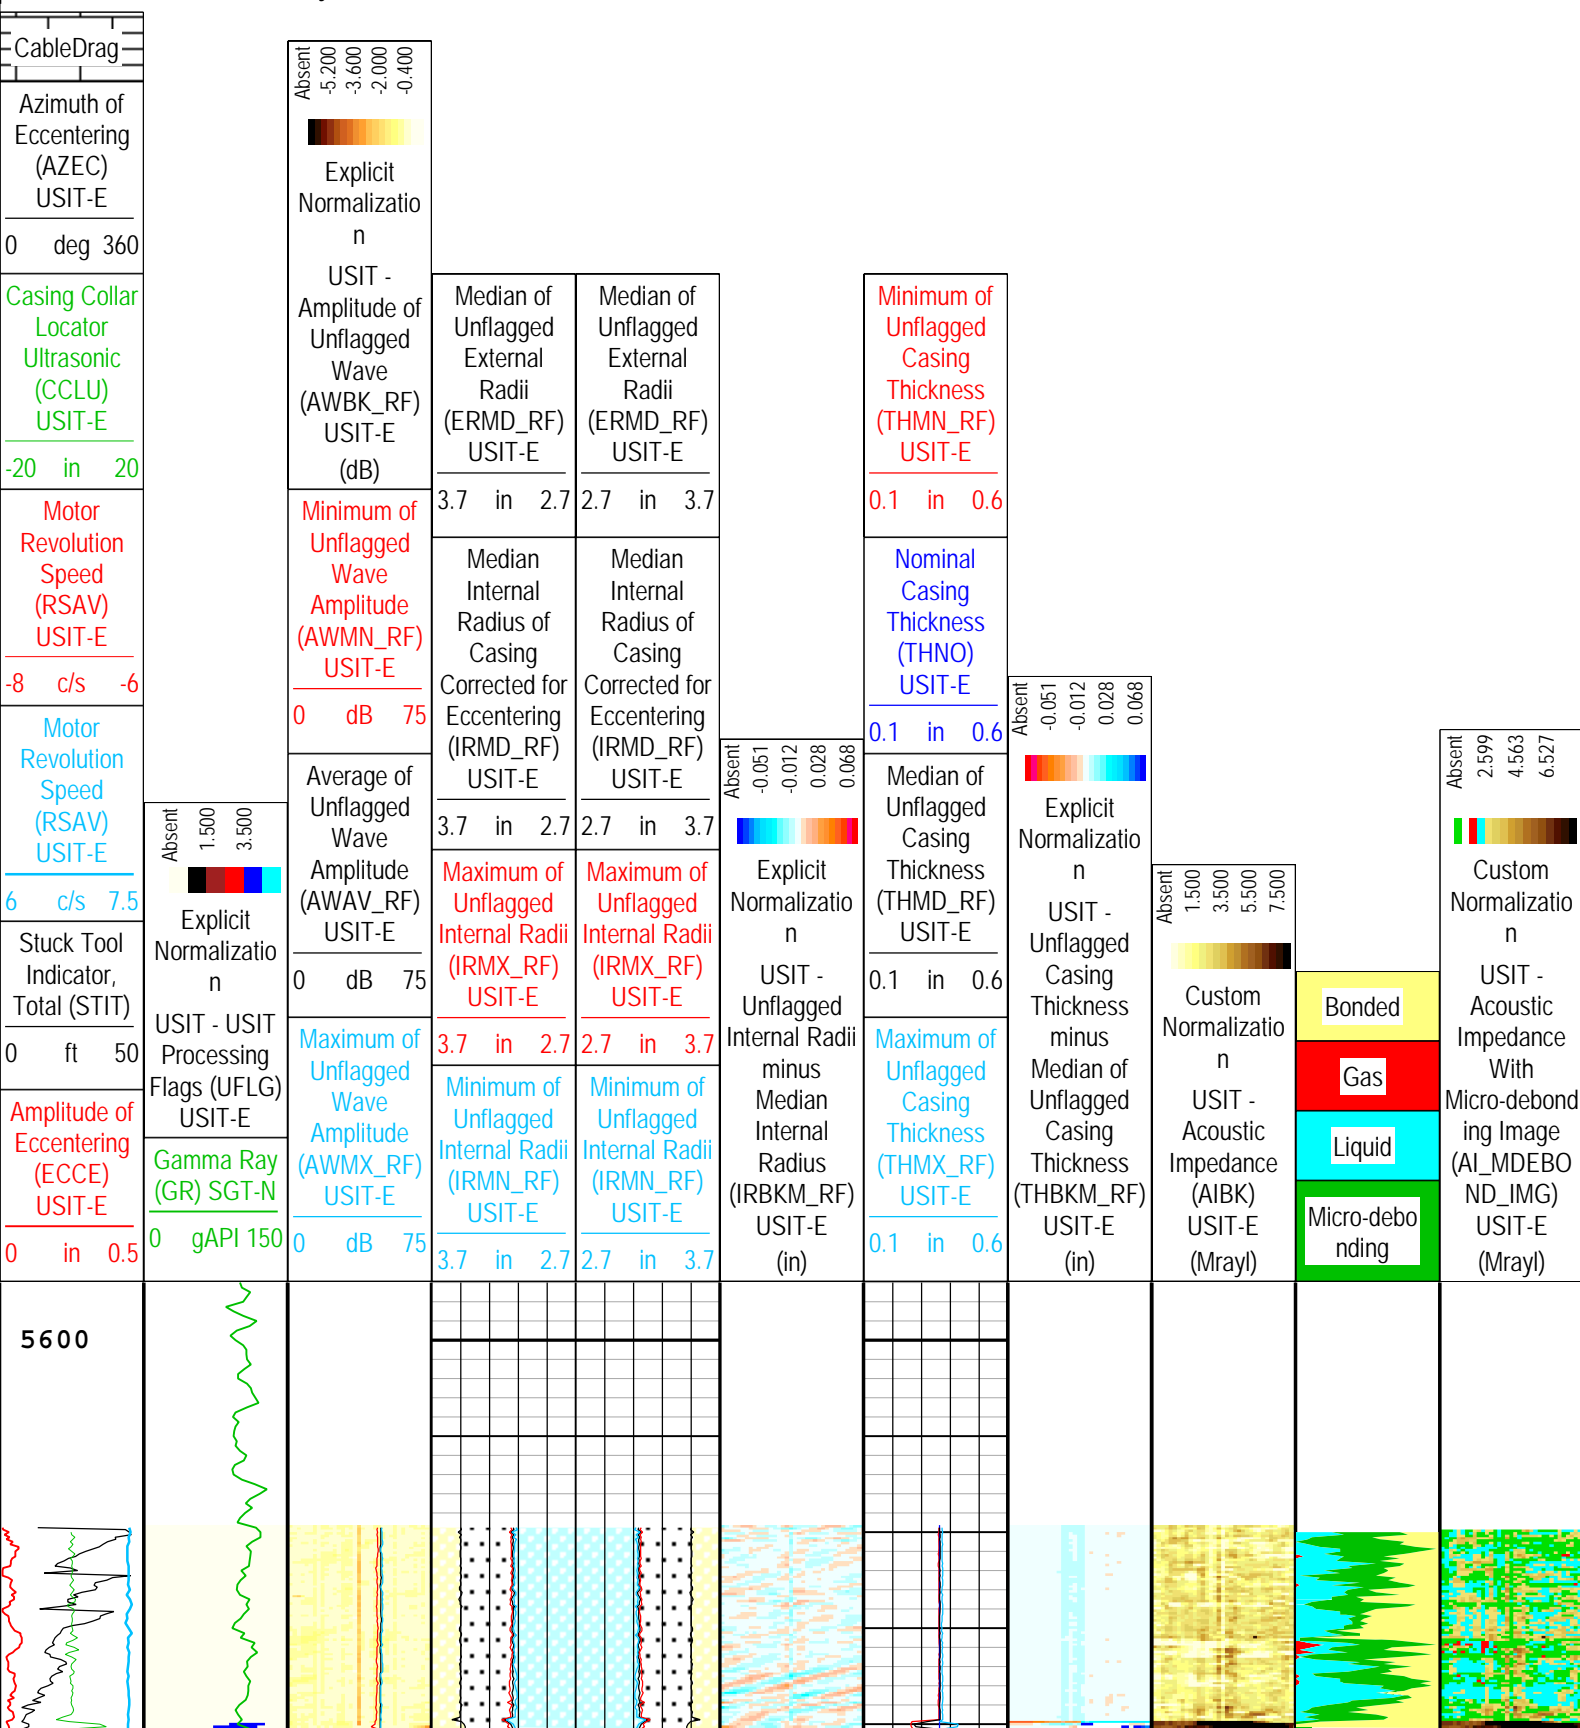 CableDrag
Azimuth of
Eccentering
(AZEC)
USIT-E
0 deg 360
Casing Collar
Locator
Ultrasonic
(CCLU)
USIT-E
-20 in 20
Motor
Revolution
Speed
(RSAV)
USIT-E
-8 c/s -6
Motor
Revolution
Speed
(RSAV)
USIT-E
6 c/s 7.5
Stuck Tool
Indicator,
Total (STIT)
0 ft 50
Amplitude of
Eccentering
(ECCE)
USIT-E
0 in 0.5
Absent
1.500
3.500
Explicit
Normalizatio
n
USIT - USIT
Processing
Flags (UFLG)
USIT-E
Gamma Ray
(GR) SGT-N
0 gAPI 150
Absent
-5.200
-3.600
-2.000
-0.400
Explicit
Normalizatio
n
USIT -
Amplitude of
Unflagged
Wave
(AWBK_RF)
USIT-E
(dB)
Minimum of
Unflagged
Wave
Amplitude
(AWMN_RF)
USIT-E
0 dB 75
Average of
Unflagged
Wave
Amplitude
(AWAV_RF)
USIT-E
0 dB 75
Maximum of
Unflagged
Wave
Amplitude
(AWMX_RF)
USIT-E
0 dB 75
Median of
Unflagged
External
Radii
(ERMD_RF)
USIT-E
3.7 in 2.7
Median
Internal
Radius of
Casing
Corrected for
Eccentering
(IRMD_RF)
USIT-E
3.7 in 2.7
Maximum of
Unflagged
Internal Radii
(IRMX_RF)
USIT-E
3.7 in 2.7
Minimum of
Unflagged
Internal Radii
(IRMN_RF)
USIT-E
3.7 in 2.7
Median of
Unflagged
External
Radii
(ERMD_RF)
USIT-E
2.7 in 3.7
Median
Internal
Radius of
Casing
Corrected for
Eccentering
(IRMD_RF)
USIT-E
2.7 in 3.7
Maximum of
Unflagged
Internal Radii
(IRMX_RF)
USIT-E
2.7 in 3.7
Minimum of
Unflagged
Internal Radii
(IRMN_RF)
USIT-E
2.7 in 3.7
Absent
-0.051
-0.012
0.028
0.068
Explicit
Normalizatio
n
USIT -
Unflagged
Internal Radii
minus
Median
Internal
Radius
(IRBKM_RF)
USIT-E
(in)
Minimum of
Unflagged
Casing
Thickness
(THMN_RF)
USIT-E
0.1 in 0.6
Nominal
Casing
Thickness
(THNO)
USIT-E
0.1 in 0.6
Median of
Unflagged
Casing
Thickness
(THMD_RF)
USIT-E
0.1 in 0.6
Maximum of
Unflagged
Casing
Thickness
(THMX_RF)
USIT-E
0.1 in 0.6
Absent
-0.051
-0.012
0.028
0.068
Explicit
Normalizatio
n
USIT -
Unflagged
Casing
Thickness
minus
Median of
Unflagged
Casing
Thickness
(THBKM_RF)
USIT-E
(in)
Absent
1.500
3.500
5.500
7.500
Custom
Normalizatio
n
USIT -
Acoustic
Impedance
(AIBK)
USIT-E
(Mrayl)
Bonded
Gas
Liquid
Micro-debo
nding
Absent
2.599
4.563
6.527
Custom
Normalizatio
n
USIT -
Acoustic
Impedance
With
Micro-debond
ing Image
(AI_MDEBO
ND_IMG)
USIT-E
(Mrayl)
5600